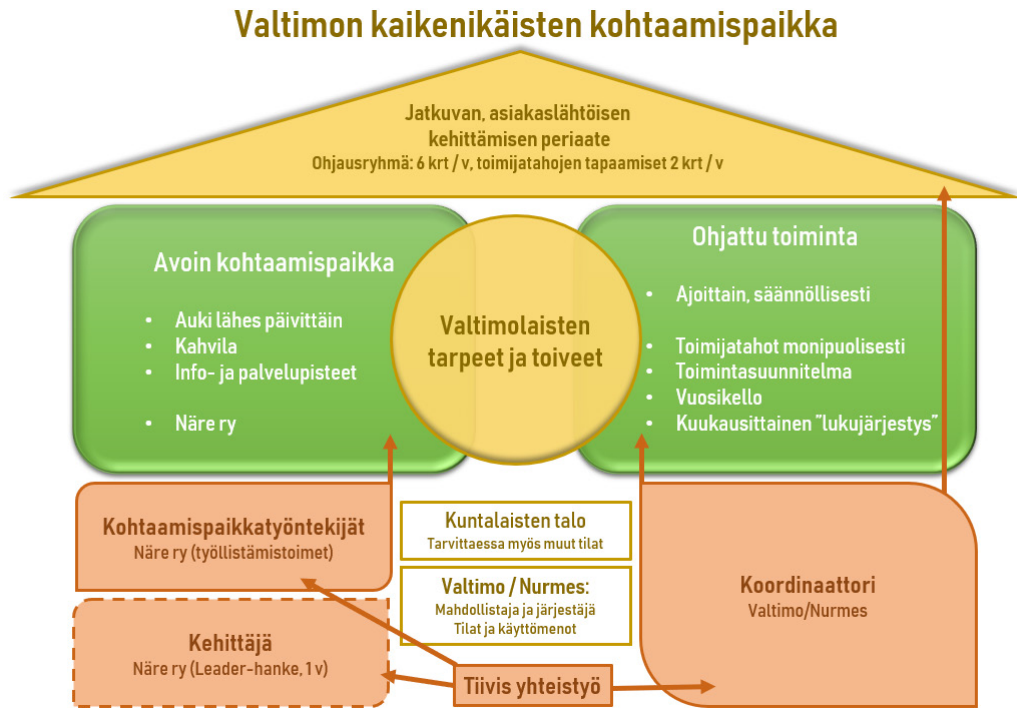 Valtimon kaikenikäisten kohtaamispaikka
Jatkuvan, asiakaslähtöisen
kehittämisen periaate
Ohjausryhmä: 6 krt / v, toimijatahojen tapaamiset 2 krt / v
Avoin kohtaamispaikka
• Auki lähes päivittäin
• Kahvila
• Info- ja palvelupisteet
• Näre ry
Valtimolaisten
tarpeet ja toiveet
Ohjattu toiminta
• Ajoittain, säännöllisesti
• Toimijatahot monipuolisesti
• Toimintasuunnitelma
• Vuosikello
• Kuukausittainen ”lukujärjestys”
Kohtaamispaikkatyöntekijät
Näre ry (työllistämistoimet)
Kehittäjä
Näre ry (Leader-hanke, 1 v)
Kuntalaisten talo
Tarvittaessa myös muut tilat
Valtimo / Nurmes:
Mahdollistaja ja järjestäjä
Tilat ja käyttömenot
Tiivis yhteistyö
Koordinaattori
Valtimo/Nurmes